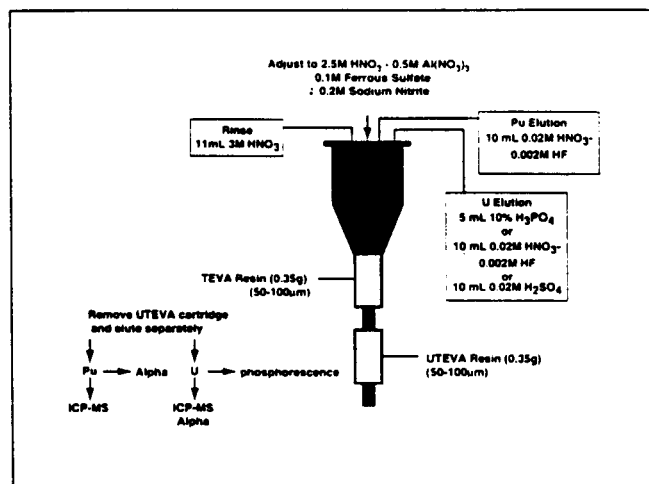 Adjust to 2.5M HNO3 - 0.5M Al(NO3)3
0.1M Ferrous Sulfate
: 0.2M Sodium Nitrite
Rinse
11mL 3M HNO3
Pu Elution
10 mL 0.02M HNO3-
0.002M HF
U Elution
5 mL 10% H3PO4
or
10 mL 0.02M HNO3-
0.002M HF
or
10 mL 0.02M H2SO4
TEVA Resin (0.35g)
(50-100µm)
Remove UTEVA cartridge
and elute separately
UTEVA Resin (0.35g)
(50-100µm)
Pu
Alpha
U
phosphorescence
ICP-MS
ICP-MS
Alpha